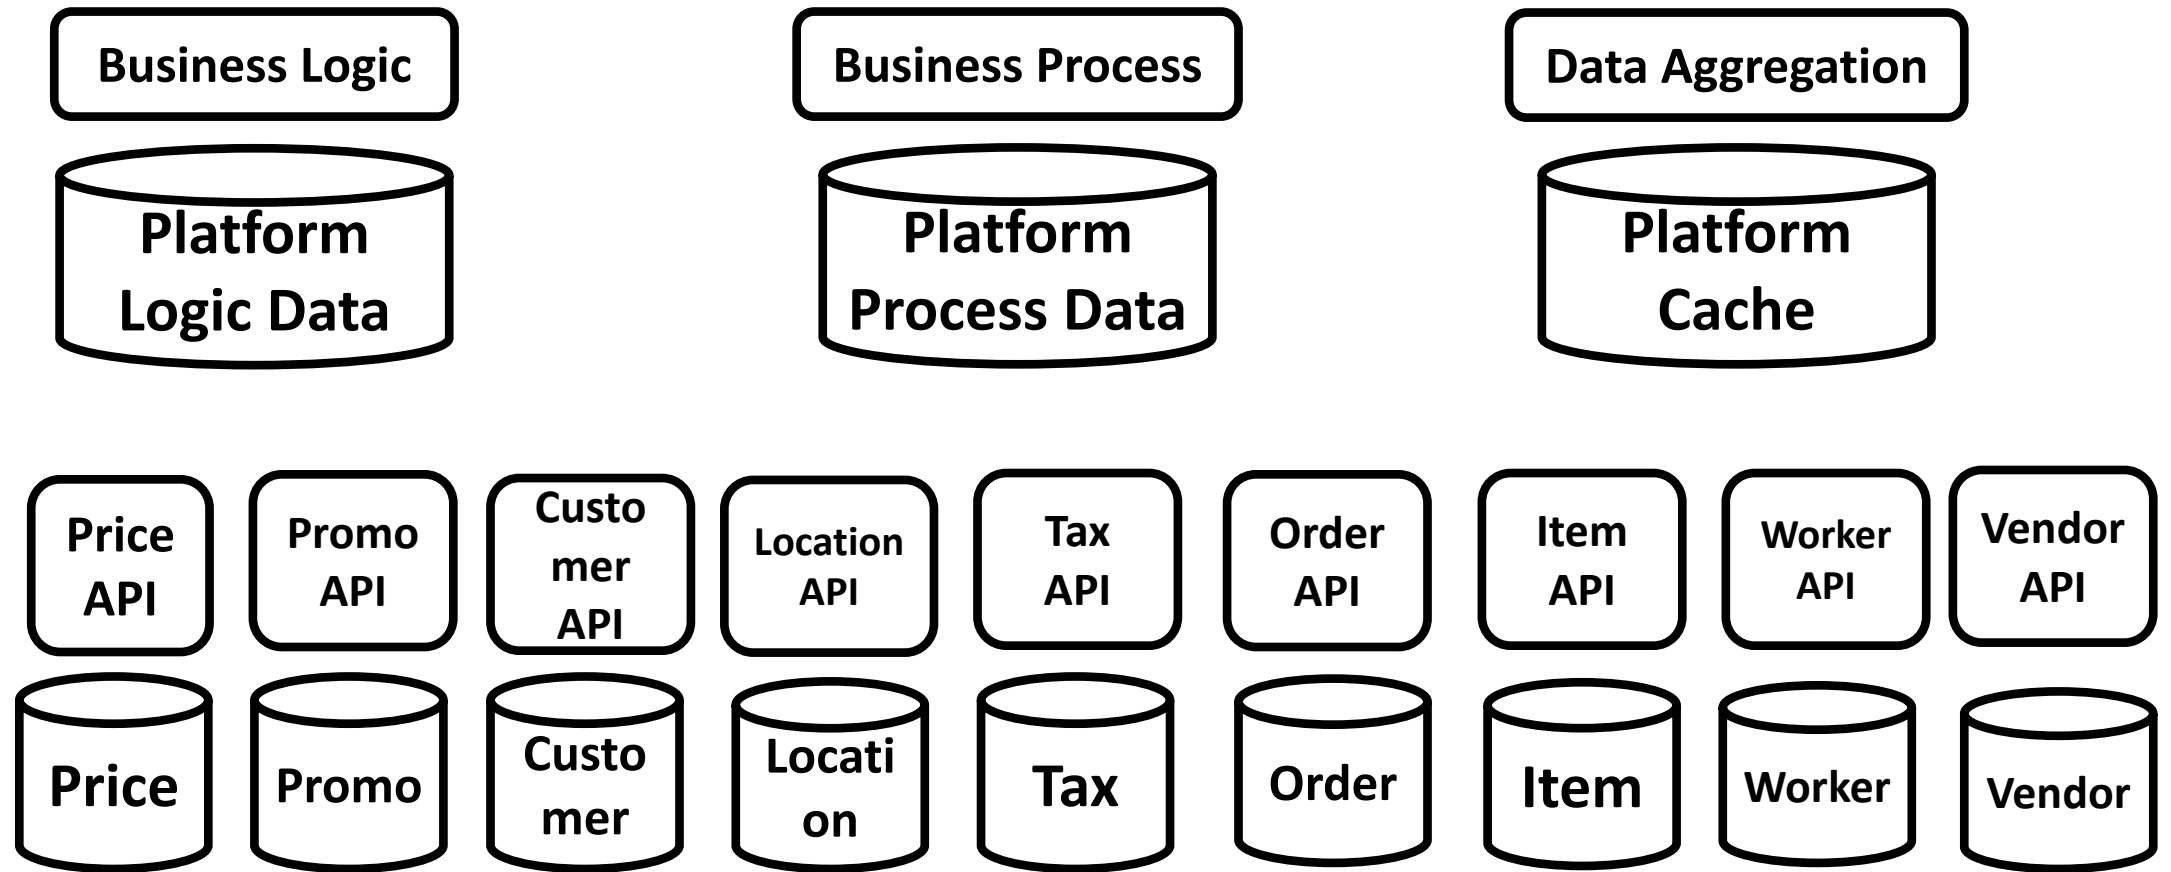 Business Logic
Business Process
Data Aggregation
Platform
Logic Data
Platform
Process Data
Platform
Cache
Price
API
Promo
API
Custo
mer
API
Location
API
Tax
API
Order
API
Item
API
Worker
API
Vendor
API
Price
Promo
Custo
mer
Locati
on
Tax
Order
Item
Worker
Vendor